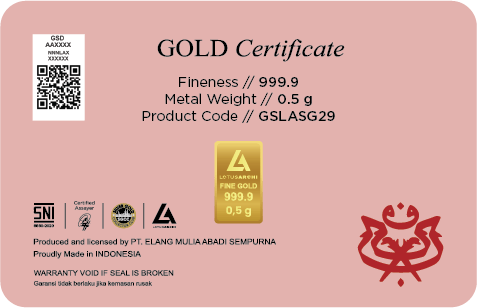 GSD
AAXXXX
NNNLAX
XXXXXX
GOLD Certificate
Fineness // 999.9
Metal Weight // 0.5 g
Product Code // GSLASG29
LOTUSARCHI
FINE GOLD
999.9
0,5 g
SNI
Certified
Assayer
LOTUSARCHI
Produced and licensed by PT. ELANG MULIA ABADI SEMPURNA
Proudly Made in INDONESIA
WARRANTY VOID IF SEAL IS BROKEN
Garansi tidak berlaku jika kemasan rusak